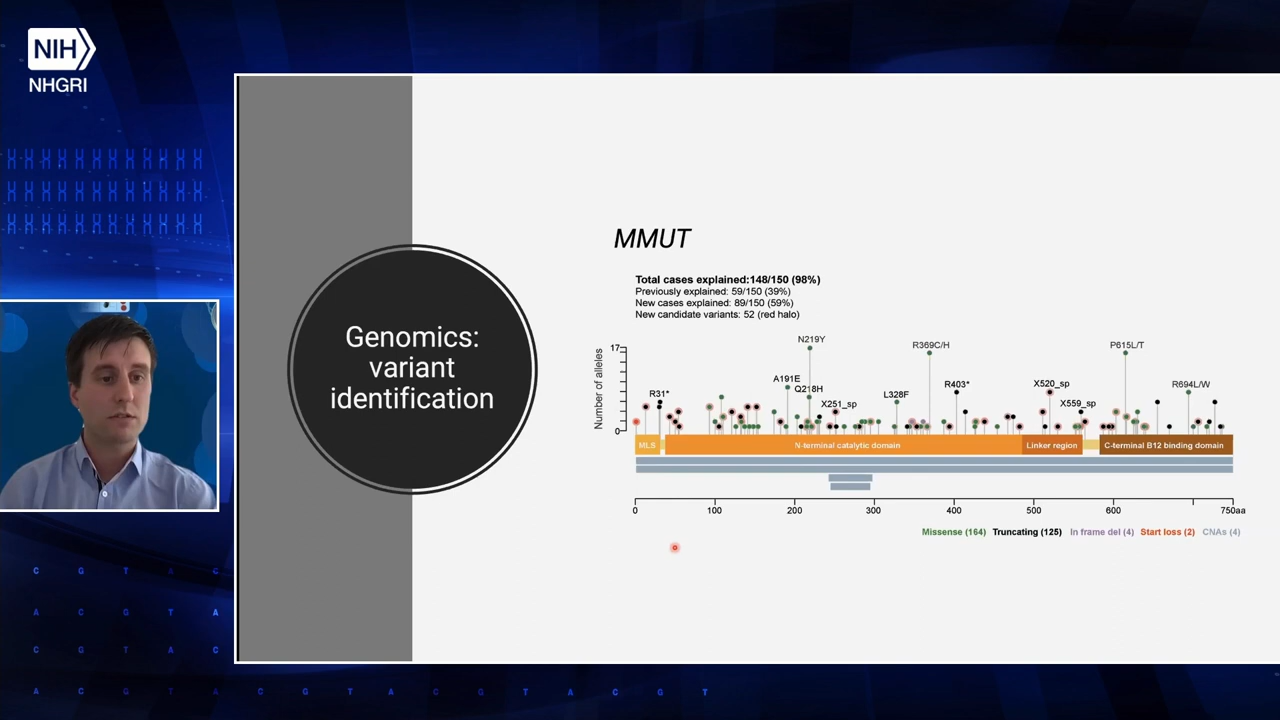 NIH
NHGRI
Genomics:
variant
identification
MMUT
Total cases explained:148/150 (98%)
Previously explained: 59/150 (39%)
New cases explained: 89/150 (59%)
New candidate variants: 52 (red halo)
Number of alleles
17
0
R31*
A191E
N219Y
Q218H
X251_sp
L328F
R369C/H
R403*
X520_sp
X559_sp
P615L/T
R694L/W
MLS
N-terminal catalytic domain
Linker region
C-terminal B12 binding domain
0 100 200 300 400 500 600 750aa
Missense (164) Truncating (125) In frame del (4) Start loss (2) CNAs (4)
C G T A C
A C G T A
C G T A C
A C G T A C G T A C G T A C G T